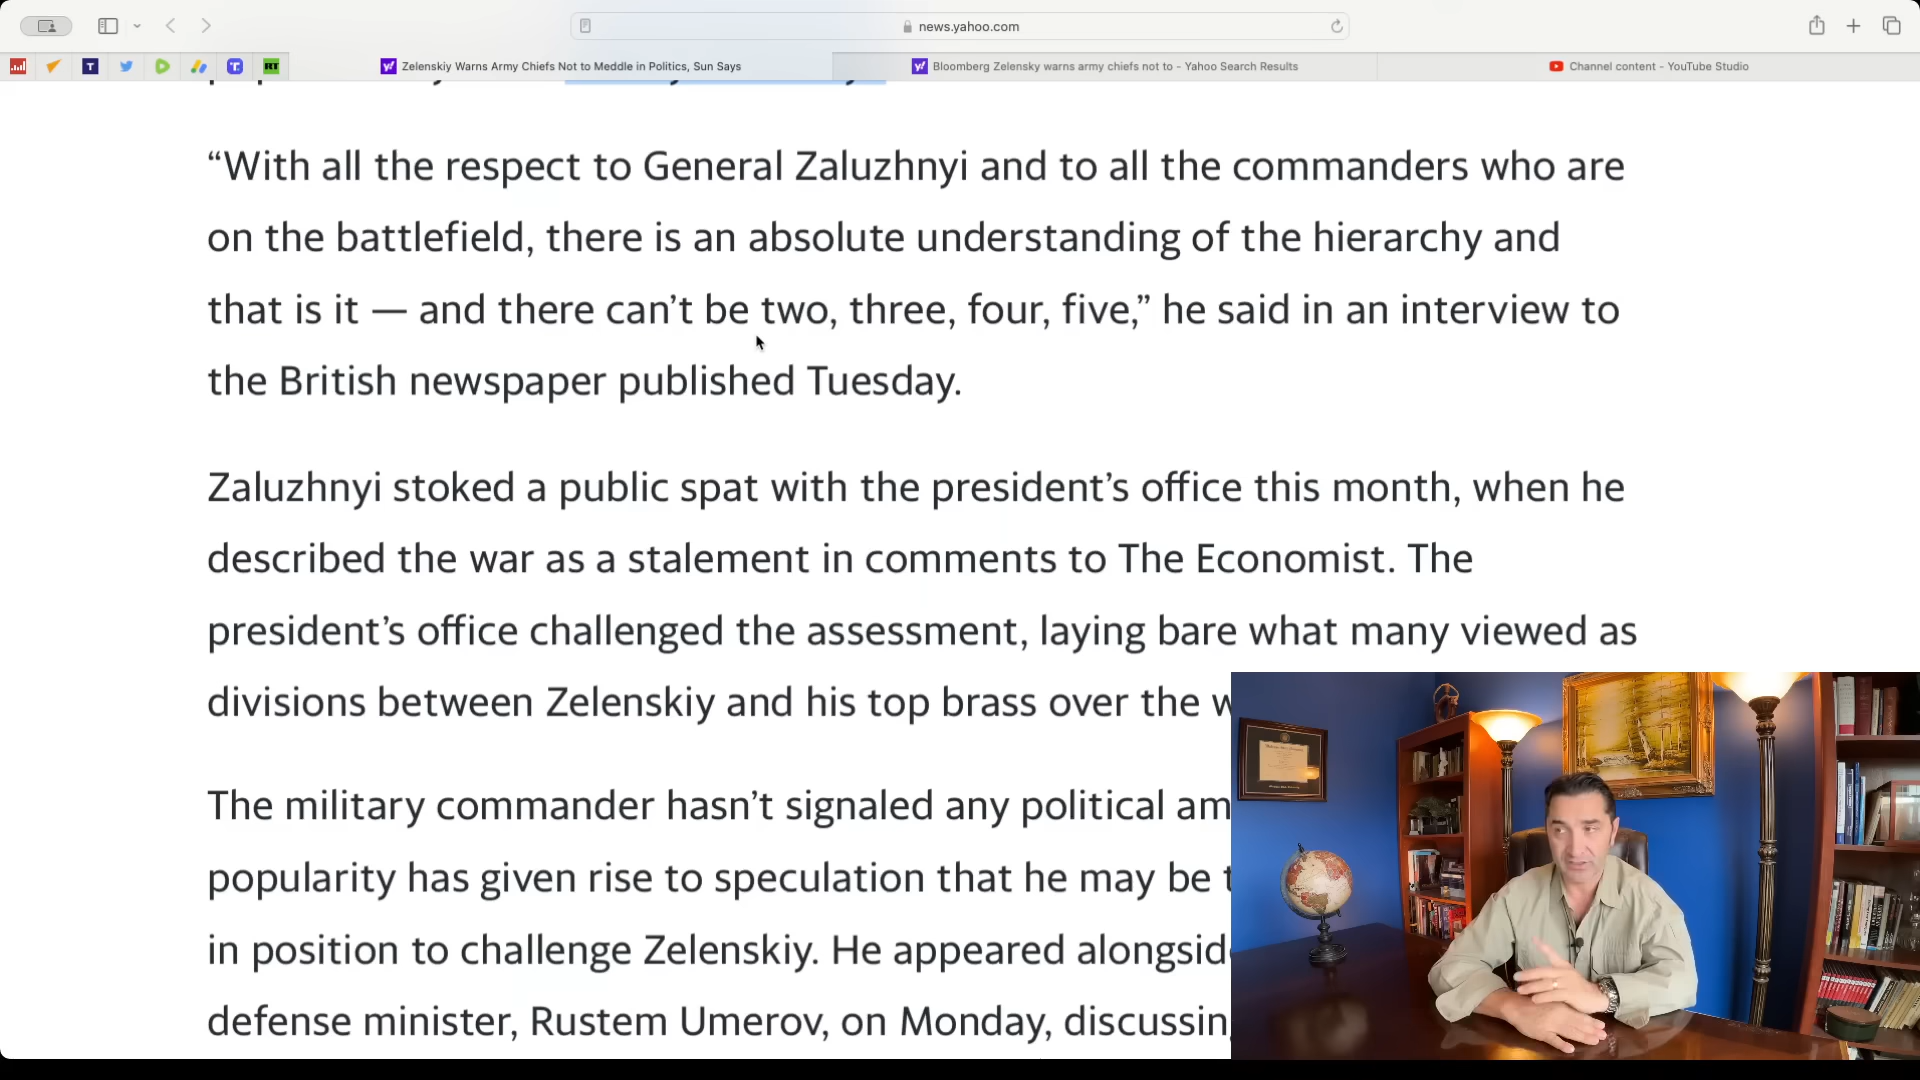 news.yahoo.com
T
T
RT
Zelenskiy Warns Army Chiefs Not to Meddle in Politics, Sun Says
Bloomberg Zelensky warns army chiefs not to - Yahoo Search Results
Channel content - YouTube Studio
“With all the respect to General Zaluzhnyi and to all the commanders who are
on the battlefield, there is an absolute understanding of the hierarchy and
that is it — and there can’t be two, three, four, five,” he said in an interview to
the British newspaper published Tuesday.
Zaluzhnyi stoked a public spat with the president’s office this month, when he
described the war as a stalement in comments to The Economist. The
president’s office challenged the assessment, laying bare what many viewed as
divisions between Zelenskiy and his top brass over the
The military commander hasn’t signaled any political am
popularity has given rise to speculation that he may be
in position to challenge Zelenskiy. He appeared alongsid
defense minister, Rustem Umerov, on Monday, discussin